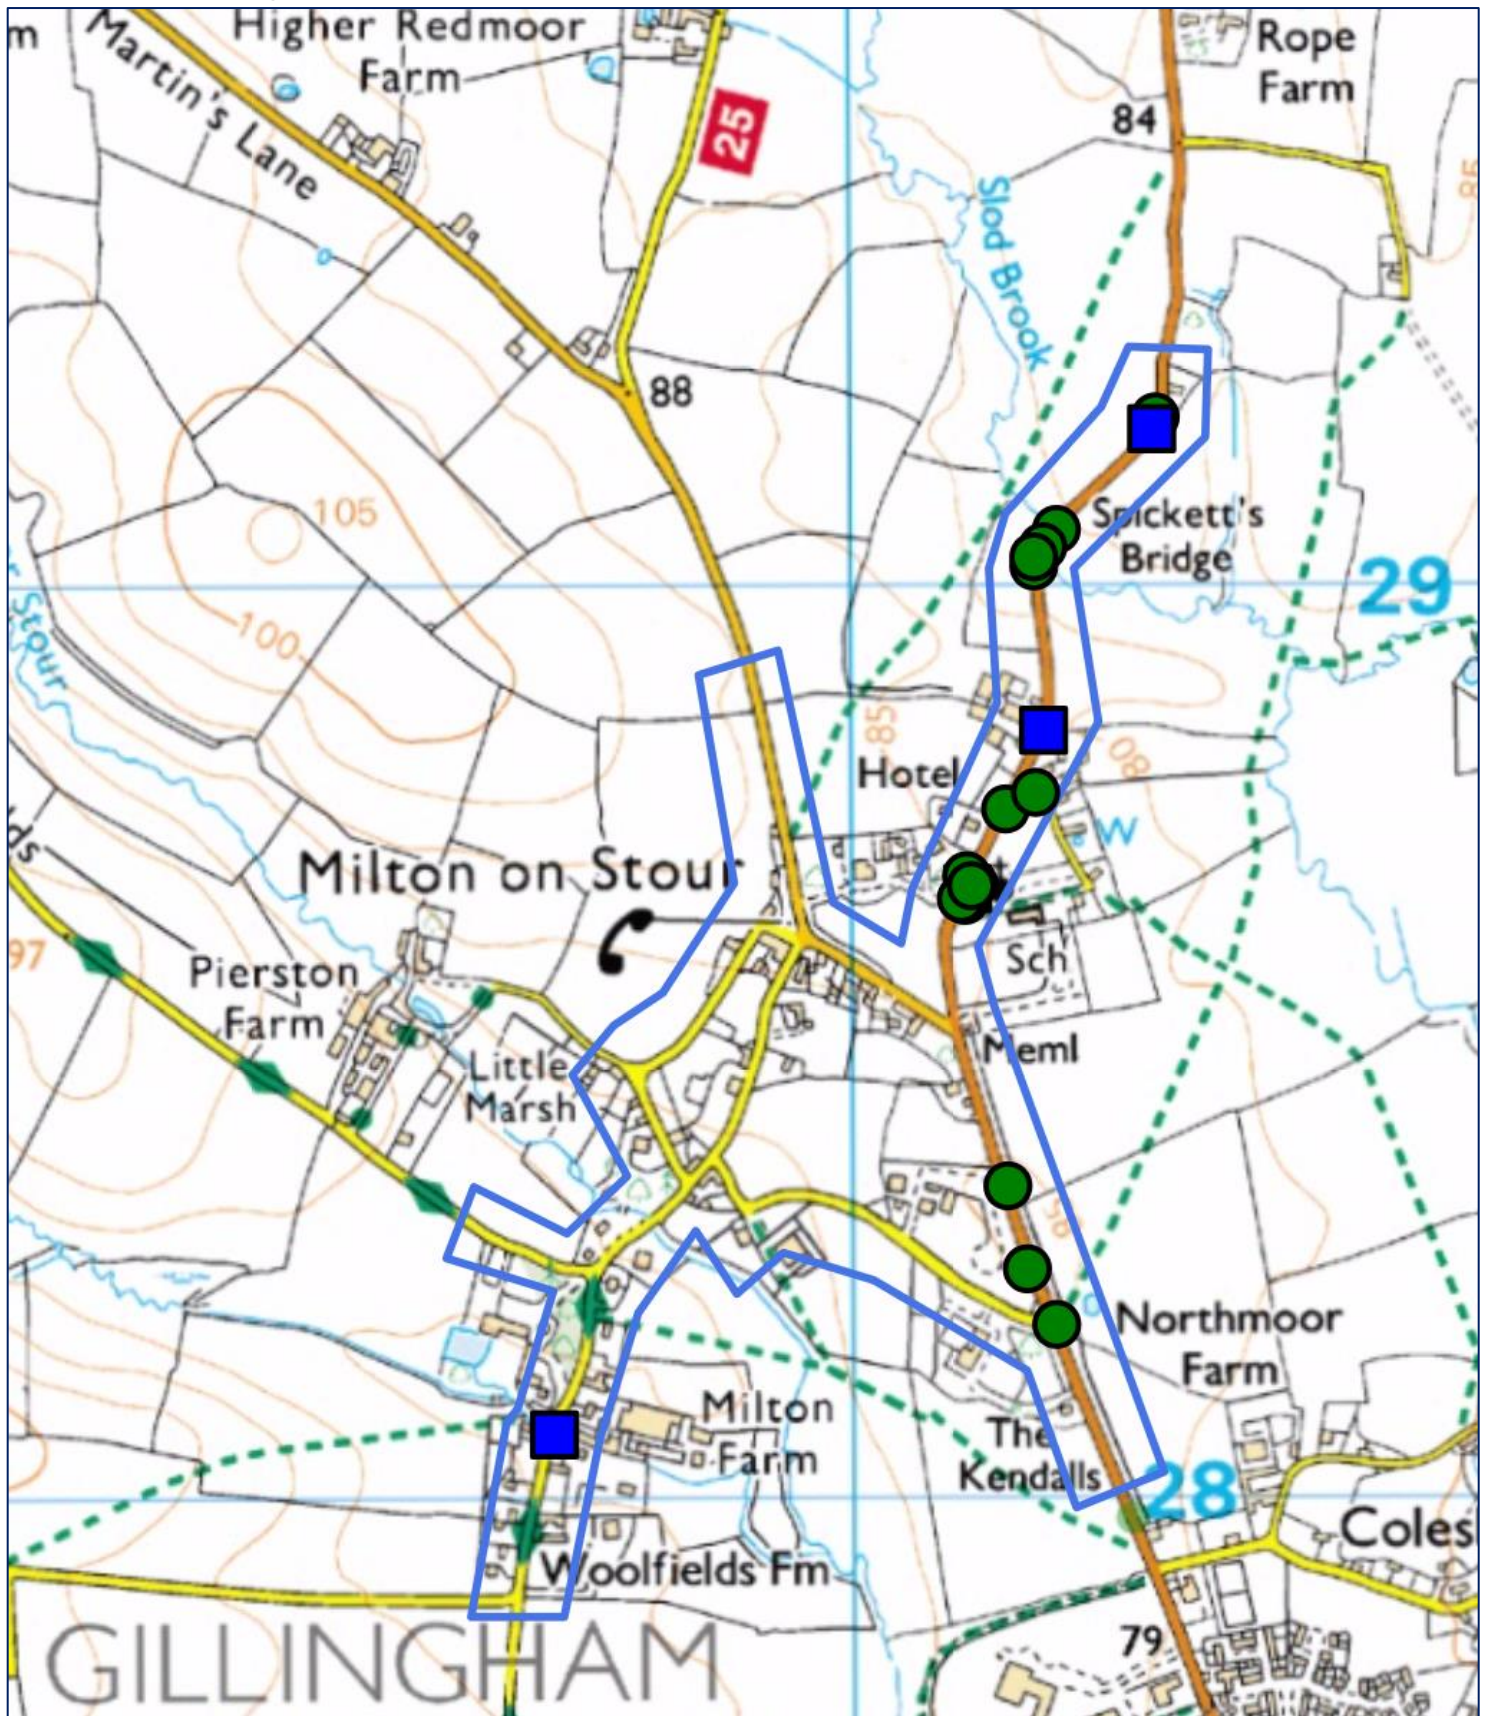 m
Higher Redmoor
Farm
Martin's Lane
25
Rope
Farm
84
85
Slod Brook
88
105
Spickett's
Bridge
29
100
Stour
85
80
Hotel
W
Milton on Stour
97
Pierston
Farm
Sch
Meml
Little
Marsh
95
Northmoor
Farm
Milton
Farm
The
Kendalls
28
Coles
Woolfields Fm
GILLINGHAM
79